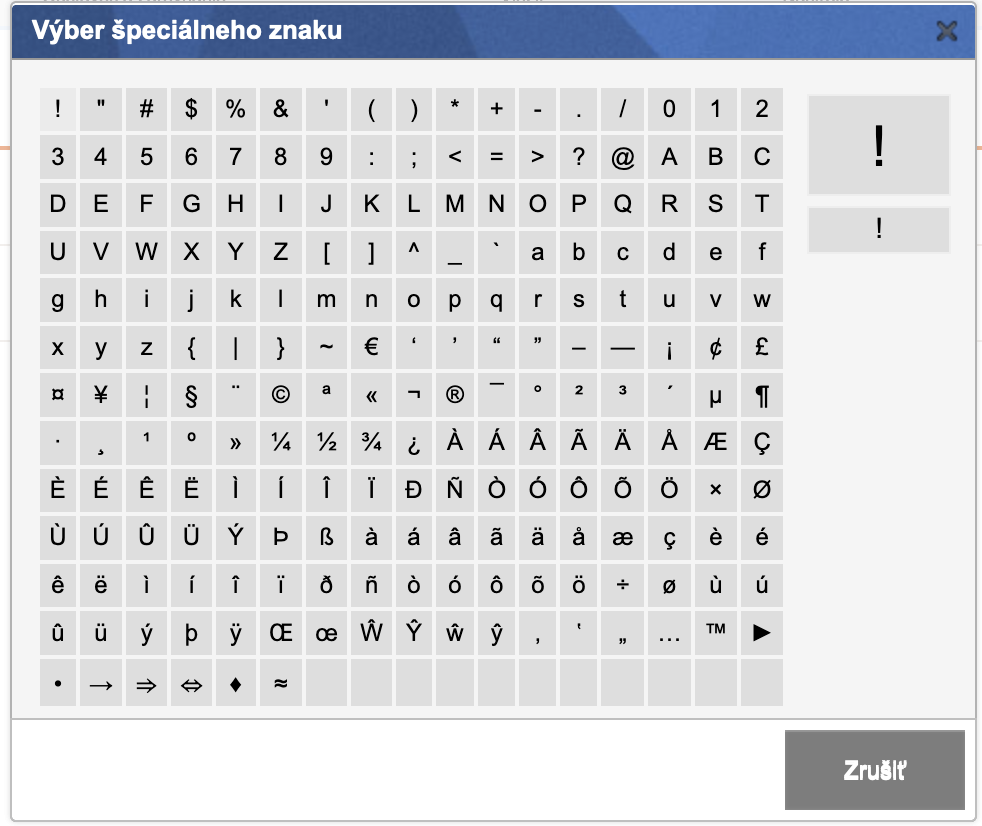 Výber špeciálneho znaku
! " # $ % & ' ( ) * + - . / 0 1 2
!
3 4 5 6 7 8 9 : ; < = > ? @ A B C
D E F G H I J K L M N O P Q R S T
!
U V W X Y Z [ ] ^ _ ` a b c d e f
g h i j k l m n o p q r s t u v w
x y z { | } ~ € ‘ ’ “ ” – — ¡ ¢ £
¤ ¥ ¦ § ¨ © ª « ¬ ® ¯ ° ² ³ ´ µ ¶
· ¸ ¹ º » ¼ ½ ¾ ¿ À Á Â Ã Ä Å Æ Ç
È É Ê Ë Ì Í Î Ï Ð Ñ Ò Ó Ô Õ Ö × Ø
Ù Ú Û Ü Ý Þ ß à á â ã ä å æ ç è é
ê ë ì í î ï ð ñ ò ó ô õ ö ÷ ø ù ú
û ü ý þ ÿ Œ œ Ŵ Ŷ ŵ ŷ ‚ ‛ „ … ™ ►
• → ⇒ ⇔ ♦ ≈
Zrušiť